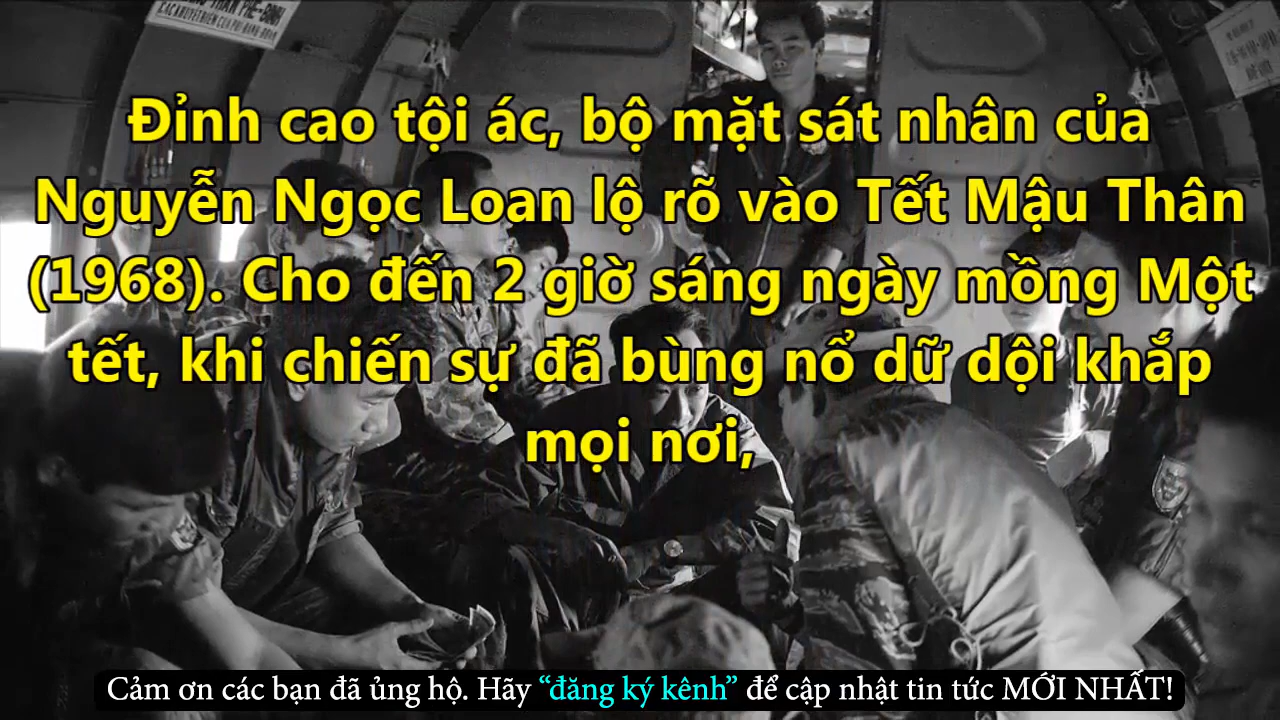 THẦN PHÊ-BÌNH
Đỉnh cao tội ác, bộ mặt sát nhân của
Nguyễn Ngọc Loan lộ rõ vào Tết Mậu Thân
(1968). Cho đến 2 giờ sáng ngày mồng Một
tết, khi chiến sự đã bùng nổ dữ dội khắp
mọi nơi,
Cảm ơn các bạn đã ủng hộ. Hãy “đăng ký kênh” để cập nhật tin tức MỚI NHẤT!